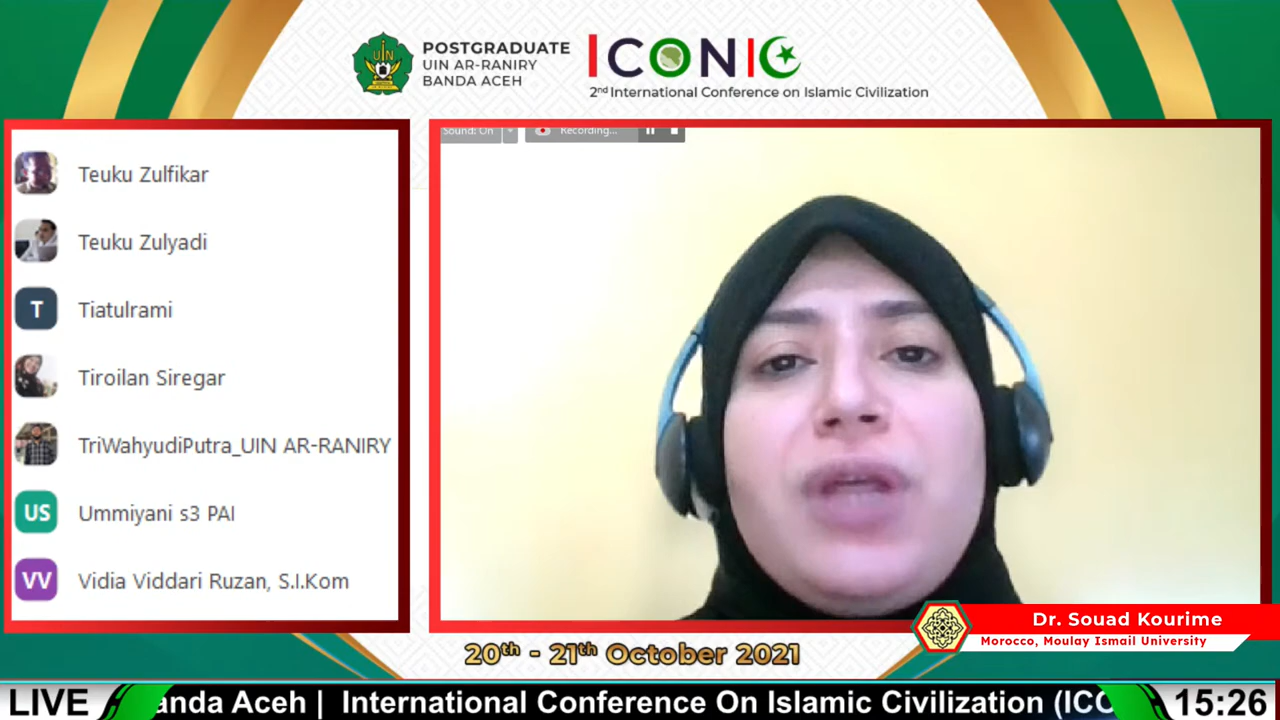 POSTGRADUATE
UIN AR-RANIRY
BANDA ACEH
UIN
ICONIC
2nd International Conference on Islamic Civilization
Sound: On
Recording...
Teuku Zulfikar
Teuku Zulyadi
T
Tiatulrami
Tiroilan Siregar
TriWahyudiPutra_UIN AR-RANIRY
US
Ummiyani s3 PAI
VV
Vidia Viddari Ruzan, S.I.Kom
Dr. Souad Kourime
Morocco, Moulay Ismail University
20th - 21th October 2021
LIVE
anda Aceh | International Conference On Islamic Civilization (ICO
15:26